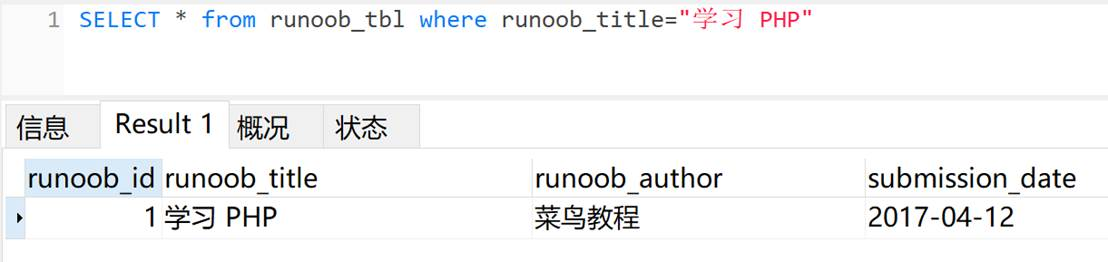 1 SELECT * from runoob_tbl where runoob_title="学习 PHP"
信息 Result 1 概况 状态
runoob_id runoob_title runoob_author submission_date
1 学习 PHP 菜鸟教程 2017-04-12